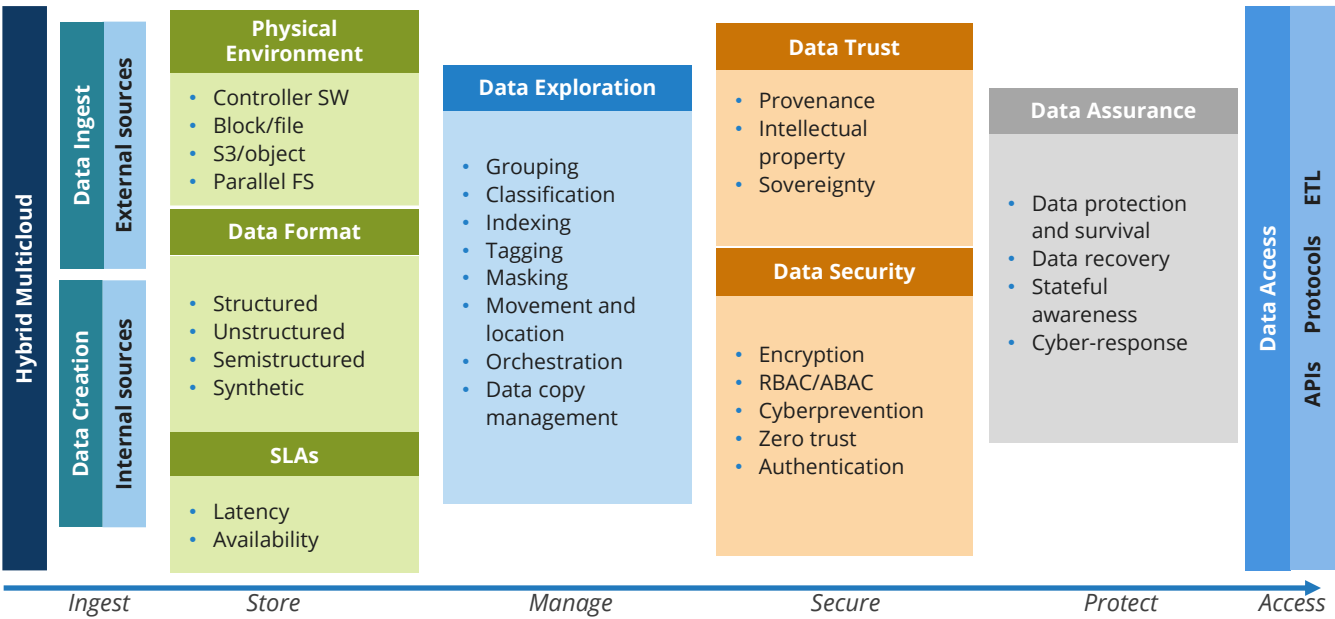 Hybrid Multicloud
Data Ingest
External sources
Data Creation
Internal sources
Physical
Environment
• Controller SW
• Block/file
• S3/object
• Parallel FS
Data Format
• Structured
• Unstructured
• Semistructured
• Synthetic
SLAs
• Latency
• Availability
Data Exploration
• Grouping
• Classification
• Indexing
• Tagging
• Masking
• Movement and
location
• Orchestration
• Data copy
management
Data Trust
• Provenance
• Intellectual
property
• Sovereignty
Data Security
• Encryption
• RBAC/ABAC
• Cyberprevention
• Zero trust
• Authentication
Data Assurance
• Data protection
and survival
• Data recovery
• Stateful
awareness
• Cyber-response
Data Access
APIs Protocols ETL
Ingest Store Manage Secure Protect Access